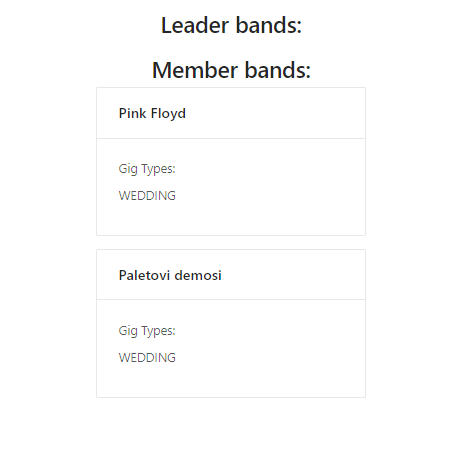 Leader bands:
Member bands:
Pink Floyd
Gig Types:
WEDDING
Paletovi demosi
Gig Types:
WEDDING